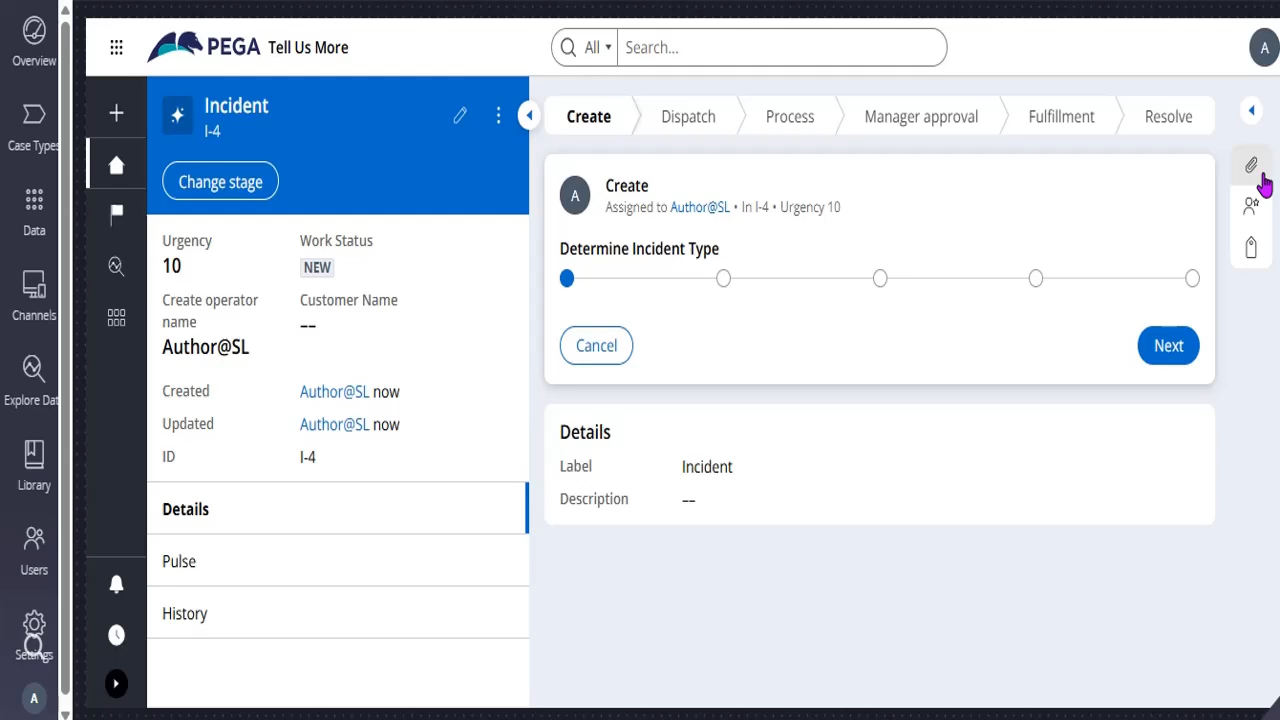 Overview
Case Types
Data
Channels
Explore Dat
Library
Users
Settings
A
PEGA Tell Us More
All Search...
A
Incident
I-4
Change stage
Urgency
10
Work Status
NEW
Create operator
name
Author@SL
Customer Name
––
Created Author@SL now
Updated Author@SL now
ID I-4
Details
Pulse
History
Create Dispatch Process Manager approval Fulfillment Resolve
A
Create
Assigned to Author@SL • In I-4 • Urgency 10
Determine Incident Type
Cancel Next
Details
Label Incident
Description ––